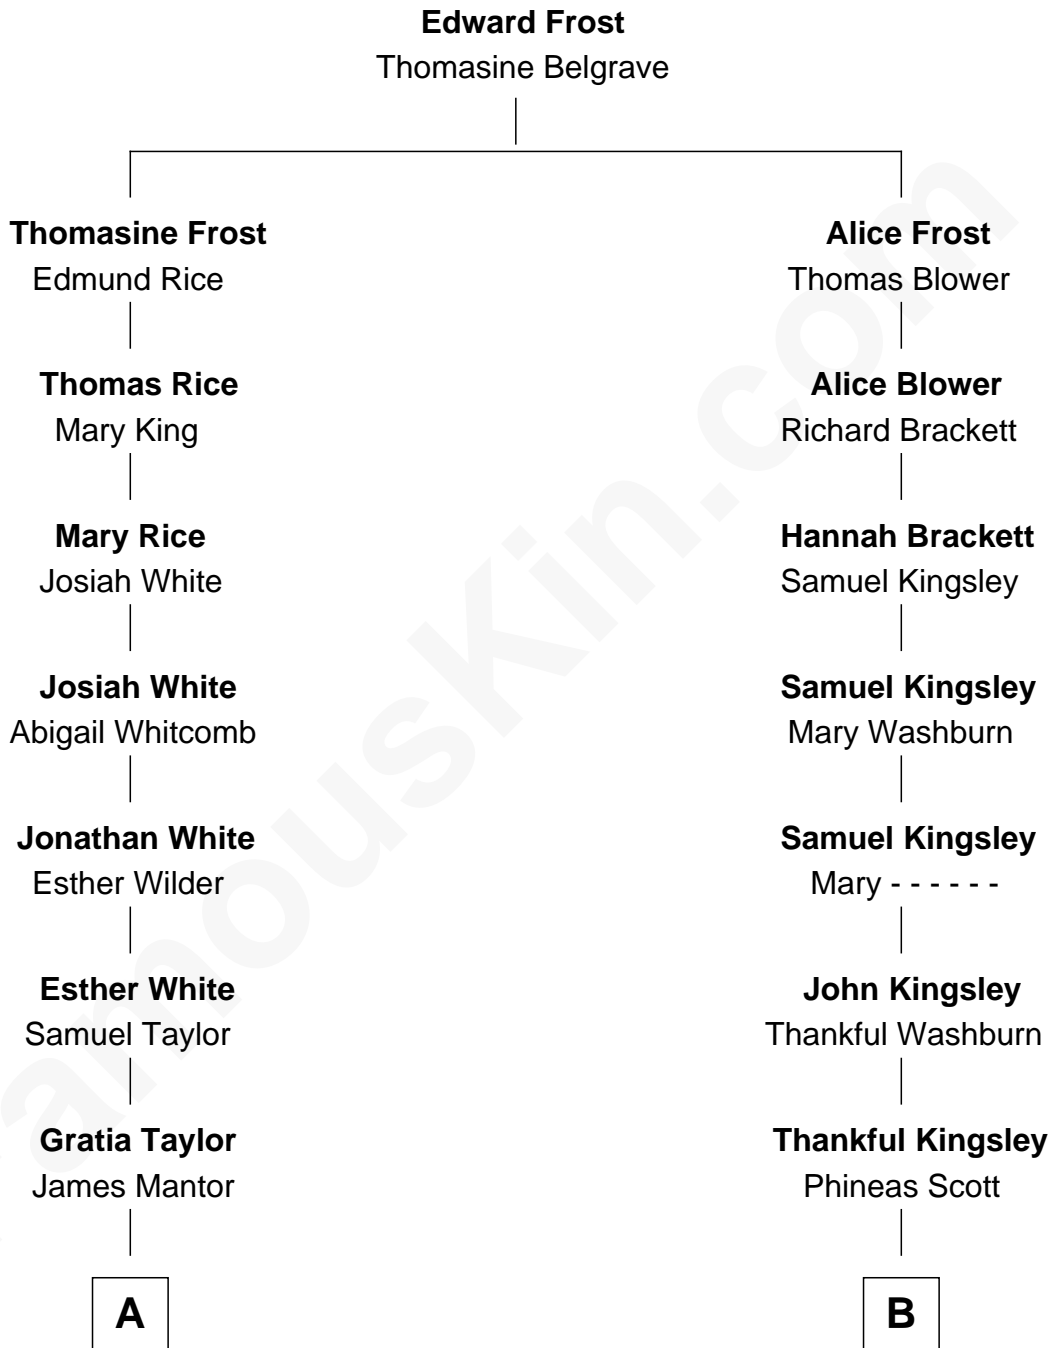 Edward Frost
Thomasine Belgrave
Thomasine Frost
Edmund Rice
Alice Frost
Thomas Blower
Thomas Rice
Mary King
Alice Blower
Richard Brackett
Mary Rice
Josiah White
Hannah Brackett
Samuel Kingsley
Josiah White
Abigail Whitcomb
Samuel Kingsley
Mary Washburn
Jonathan White
Esther Wilder
Samuel Kingsley
Mary - - - - - -
Esther White
Samuel Taylor
John Kingsley
Thankful Washburn
Gratia Taylor
James Mantor
Thankful Kingsley
Phineas Scott
A
B
amousKin.com